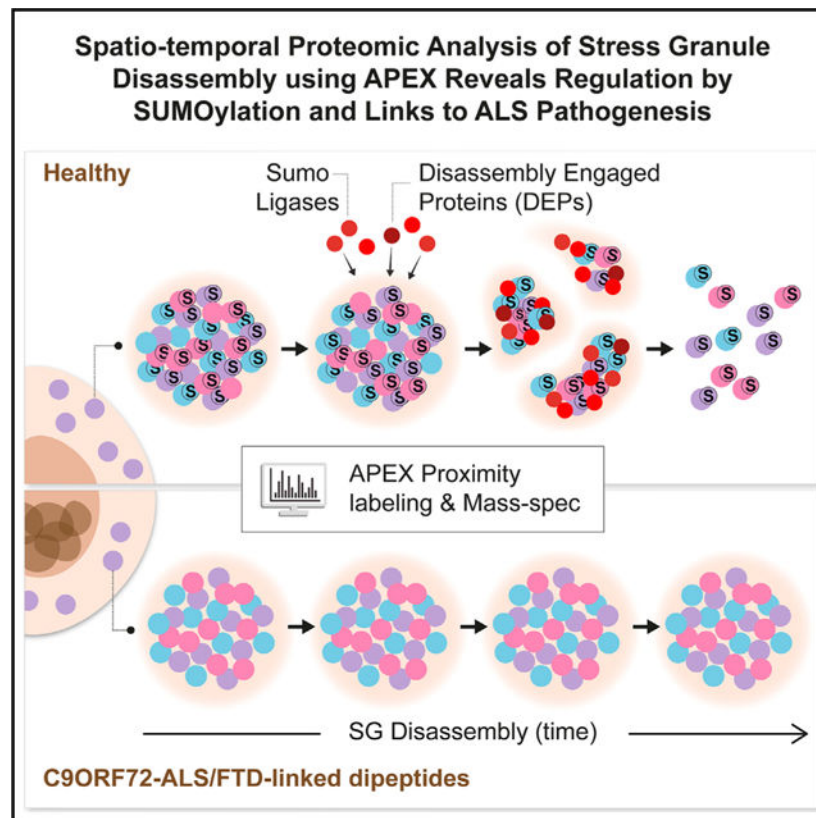 Spatio-temporal Proteomic Analysis of Stress Granule
Disassembly using APEX Reveals Regulation by
SUMOylation and Links to ALS Pathogenesis
Healthy
Sumo
Ligases
Disassembly Engaged
Proteins (DEPs)
APEX Proximity
labeling & Mass-spec
SG Disassembly (time)
C9ORF72-ALS/FTD-linked dipeptides